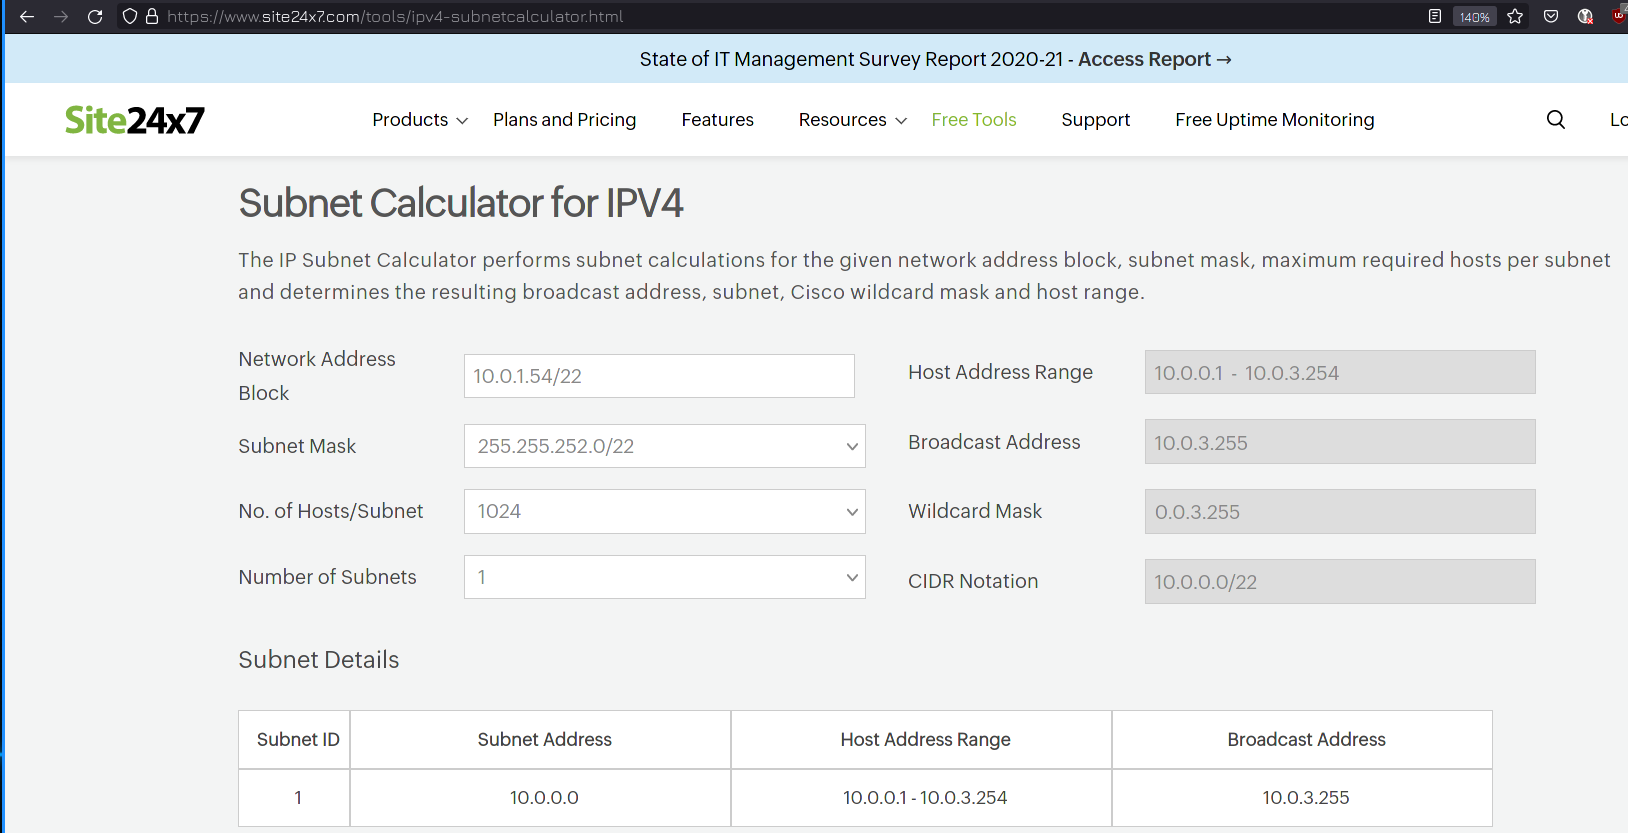 https://www.site24x7.com/tools/ipv4-subnetcalculator.html
140%
State of IT Management Survey Report 2020-21 - Access Report →
Site24x7
Products
Plans and Pricing
Features
Resources
Free Tools
Support
Free Uptime Monitoring
Subnet Calculator for IPV4
The IP Subnet Calculator performs subnet calculations for the given network address block, subnet mask, maximum required hosts per subnet
and determines the resulting broadcast address, subnet, Cisco wildcard mask and host range.
Network Address
Block
10.0.1.54/22
Host Address Range
10.0.0.1 - 10.0.3.254
Subnet Mask
255.255.252.0/22
Broadcast Address
10.0.3.255
No. of Hosts/Subnet
1024
Wildcard Mask
0.0.3.255
Number of Subnets
1
CIDR Notation
10.0.0.0/22
Subnet Details
Subnet ID
Subnet Address
Host Address Range
Broadcast Address
1
10.0.0.0
10.0.0.1 - 10.0.3.254
10.0.3.255